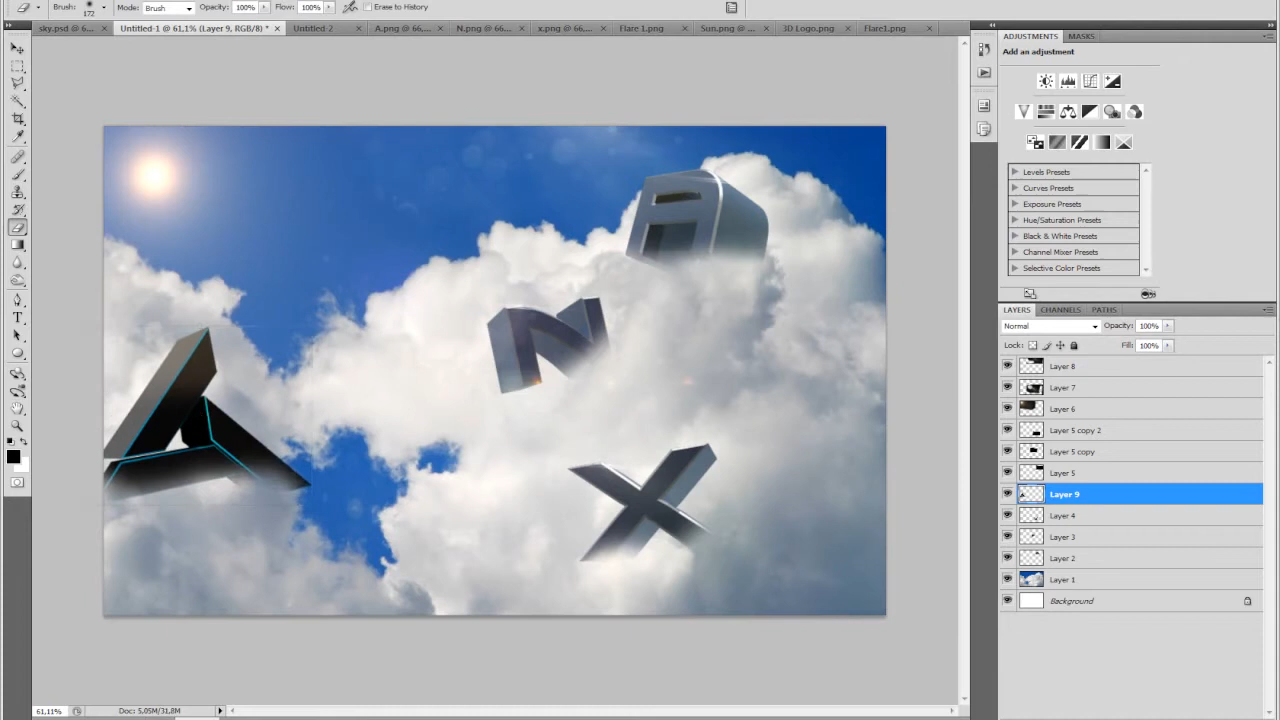 Brush: 172 Mode: Brush Opacity: 100% Flow: 100% Erase to History
sky.psd @ 6... × Untitled-1 @ 61,1% (Layer 9, RGB/8) * × Untitled-2 × A.png @ 66,... × N.png @ 66,... × x.png @ 66,... × Flare 1.png × Sun.png @ ... × 3D Logo.png × Flare1.png ×
ADJUSTMENTS MASKS
Add an adjustment
Levels Presets
Curves Presets
Exposure Presets
Hue/Saturation Presets
Black & White Presets
Channel Mixer Presets
Selective Color Presets
LAYERS CHANNELS PATHS
Normal Opacity: 100%
Lock: Fill: 100%
Layer 8
Layer 7
Layer 6
Layer 5 copy 2
Layer 5 copy
Layer 5
Layer 9
Layer 4
Layer 3
Layer 2
Layer 1
Background
A
N
X
T
61,11% Doc: 5,05M/31,8M